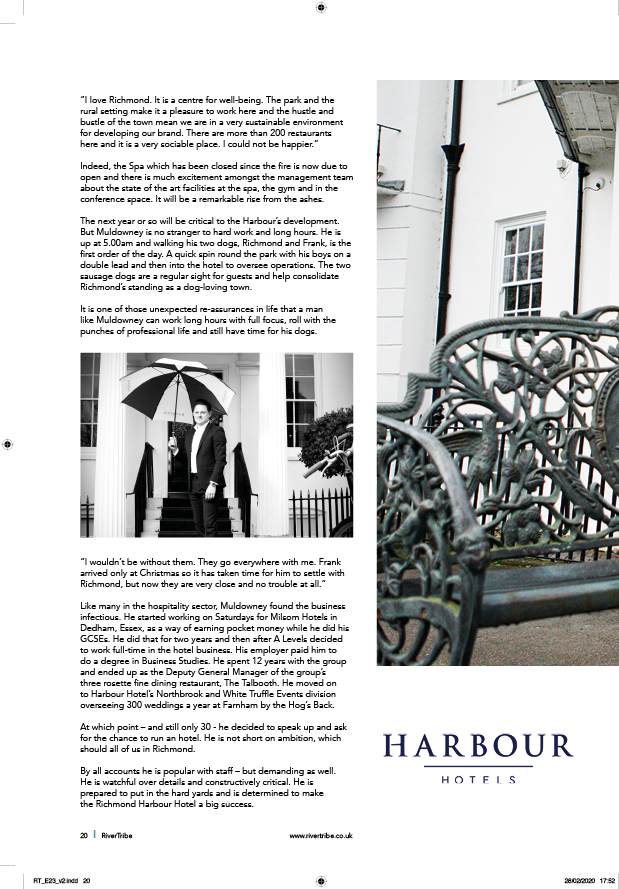 "I love Richmond. It is a centre for well-being. The park and the
rural setting make it a pleasure to work here and the hustle and
bustle of the town mean we are in a very sustainable environment
for developing our brand. There are more than 200 restaurants
here and it is a very sociable place. I could not be happier."
Indeed, the Spa which has been closed since the fire is now due to
open and there is much excitement amongst the management team
about the state of the art facilities at the spa, the gym and in the
conference space. It will be a remarkable rise from the ashes.
The next year or so will be critical to the Harbour's development.
But Muldowney is no stranger to hard work and long hours. He is
up at 5.00am and walking his two dogs, Richmond and Frank, is the
first order of the day. A quick spin round the park with his boys on a
double lead and then into the hotel to oversee operations. The two
sausage dogs are a regular sight for guests and help consolidate
Richmond's standing as a dog-loving town.
It is one of those unexpected re-assurances in life that a man
like Muldowney can work long hours with full focus, roll with the
punches of professional life and still have time for his dogs.
"I wouldn't be without them. They go everywhere with me. Frank
arrived only at Christmas so it has taken time for him to settle with
Richmond, but now they are very close and no trouble at all."
Like many in the hospitality sector, Muldowney found the business
infectious. He started working on Saturdays for Milsom Hotels in
Dedham, Essex, as a way of earning pocket money while he did his
GCSEs. He did that for two years and then after A Levels decided
to work full-time in the hotel business. His employer paid him to
do a degree in Business Studies. He spent 12 years with the group
and ended up as the Deputy General Manager of the group's
three rosette fine dining restaurant, The Talbooth. He moved on
to Harbour Hotel's Northbrook and White Truffle Events division
overseeing 300 weddings a year at Farnham by the Hog's Back.
At which point – and still only 30 - he decided to speak up and ask
for the chance to run an hotel. He is not short on ambition, which
should all of us in Richmond.
By all accounts he is popular with staff – but demanding as well.
He is watchful over details and constructively critical. He is
prepared to put in the hard yards and is determined to make
the Richmond Harbour Hotel a big success.
HARBOUR
HOTELS
20 | RiverTribe
www.rivertribe.co.uk
RT_E23_v2.indd 20
28/02/2020 17:52